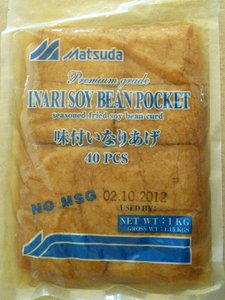 Matsuda
Premium grade
INARI SOY BEAN POCKET
seasoned fried soy bean curd
味付いなりあげ
40 PCS
NO MSG
02.10.2012
USED BY:
NET WT : 1 KG
GROSS WT : 1.15 KGS
Matsuda